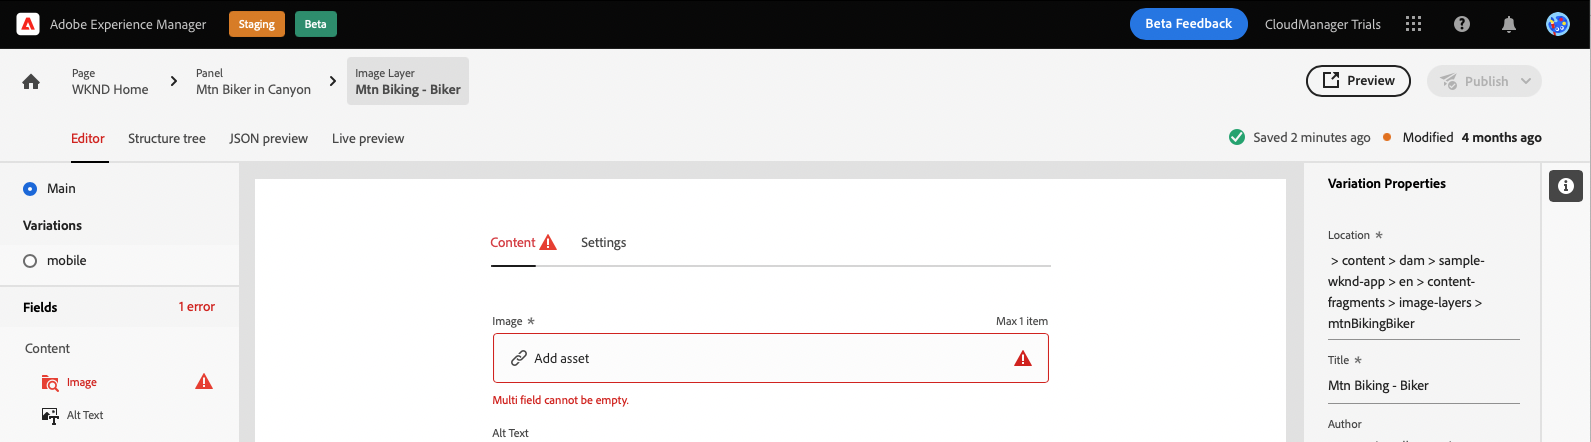 Adobe Experience Manager
Staging
Beta
Beta Feedback
CloudManager Trials
Page
WKND Home
Panel
Mtn Biker in Canyon
Image Layer
Mtn Biking - Biker
Preview
Publish
Editor
Structure tree
JSON preview
Live preview
Saved 2 minutes ago
Modified 4 months ago
Main
Variations
mobile
Fields
1 error
Content
Image
Alt Text
Content
Settings
Image *
Max 1 item
Add asset
Multi field cannot be empty.
Alt Text
Variation Properties
Location *
> content > dam > sample-
wknd-app > en > content-
fragments > image-layers >
mtnBikingBiker
Title *
Mtn Biking - Biker
Author